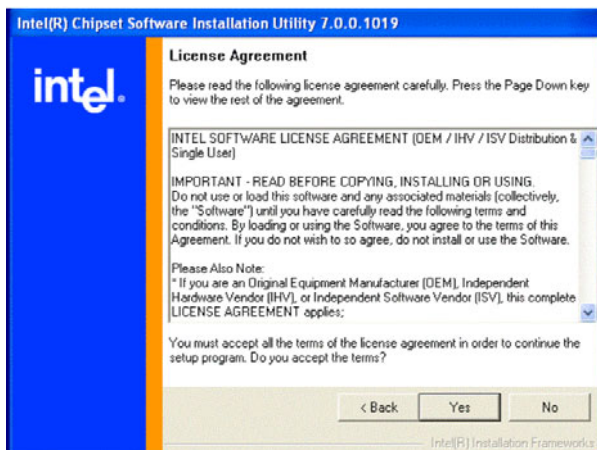 Intel(R) Chipset Software Installation Utility 7.0.0.1019
intel.
License Agreement
Please read the following license agreement carefully. Press the Page Down key
to view the rest of the agreement.
INTEL SOFTWARE LICENSE AGREEMENT (OEM / IHV / ISV Distribution &
Single User)
IMPORTANT - READ BEFORE COPYING, INSTALLING OR USING.
Do not use or load this software and any associated materials (collectively,
the "Software") until you have carefully read the following terms and
conditions. By loading or using the Software, you agree to the terms of this
Agreement. If you do not wish to so agree, do not install or use the Software.
Please Also Note:
* If you are an Original Equipment Manufacturer (OEM), Independent
Hardware Vendor (IHV), or Independent Software Vendor (ISV), this complete
LICENSE AGREEMENT applies;
You must accept all the terms of the license agreement in order to continue the
setup program. Do you accept the terms?
< Back
Yes
No
Intel(R) Installation Frameworks